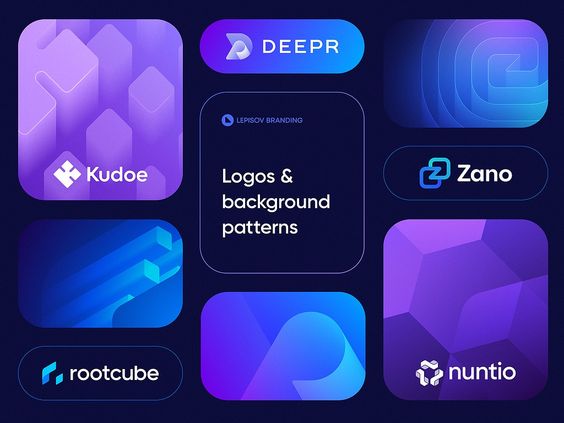 DEEPR
LEPISOV BRANDING
Logos &
background
patterns
Kudoe
Zano
rootcube
nuntio